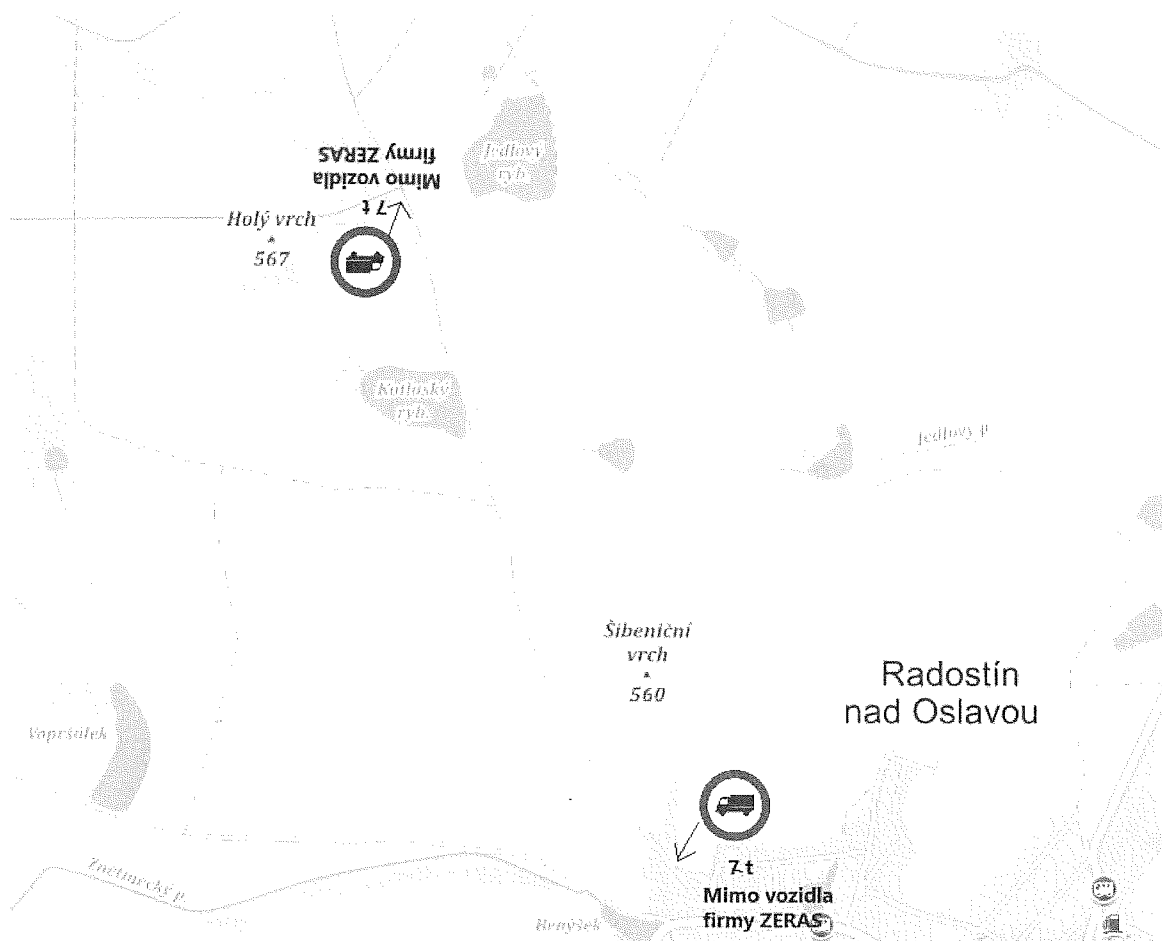 Mimo vozidla
firmy ZERAS
7 t
Jedlový
ryb.
Holý vrch
567
Kotlaský
ryb.
Jedlový p.
Šibeniční
vrch
560
Radostín
nad Oslavou
Vopršálek
Znětínecký p.
7 t
Mimo vozidla
firmy ZERAS
Benýšek